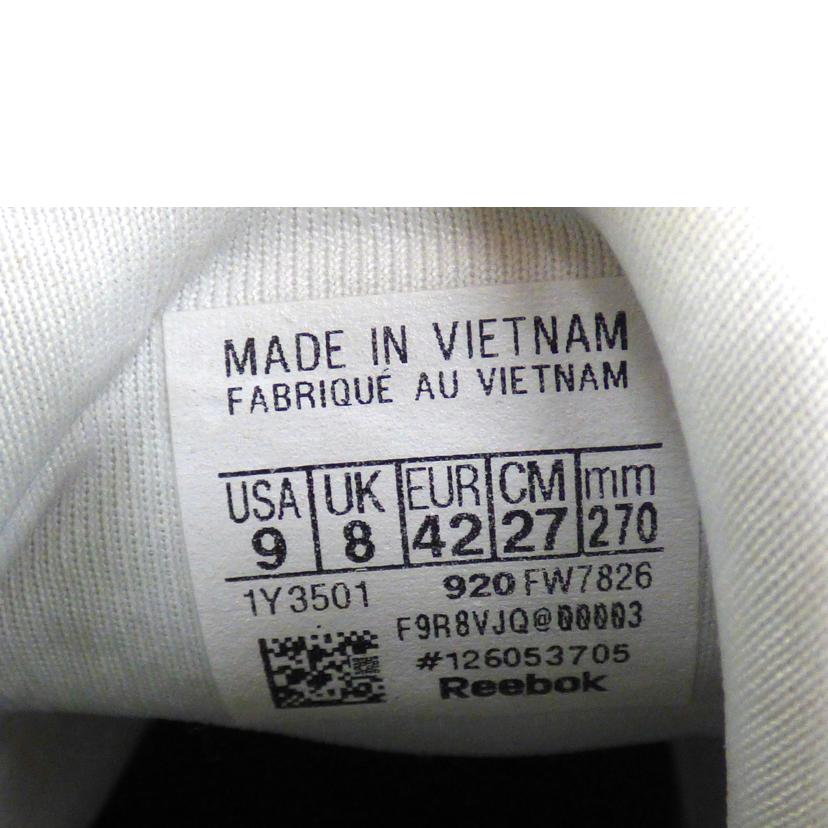 MADE IN VIETNAM
FABRIQUÉ AU VIETNAM
USA UK EUR CM mm
9 8 42 27 270
1Y3501 920 FW7826
F9R8VJQ@00003
#126053705
Reebok